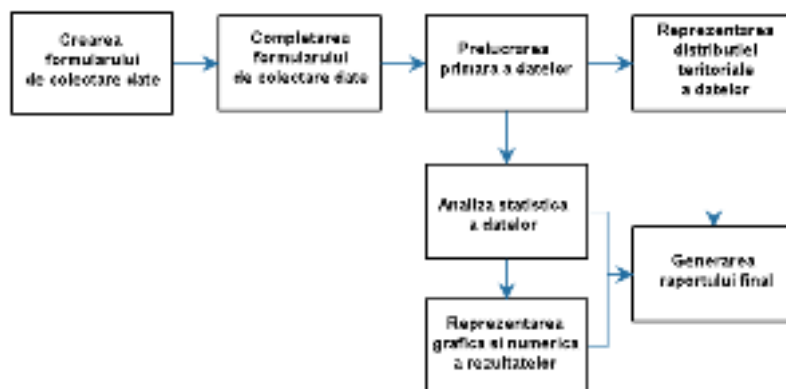 Crearea
formularului
de colectare date
Completarea
formularului
de colectare date
Prelucrarea
primara a datelor
Reprezentarea
distributiei
teritoriale
a datelor
Analiza statistica
a datelor
Reprezentarea
grafica si numerica
a rezultatelor
Generarea
raportului final